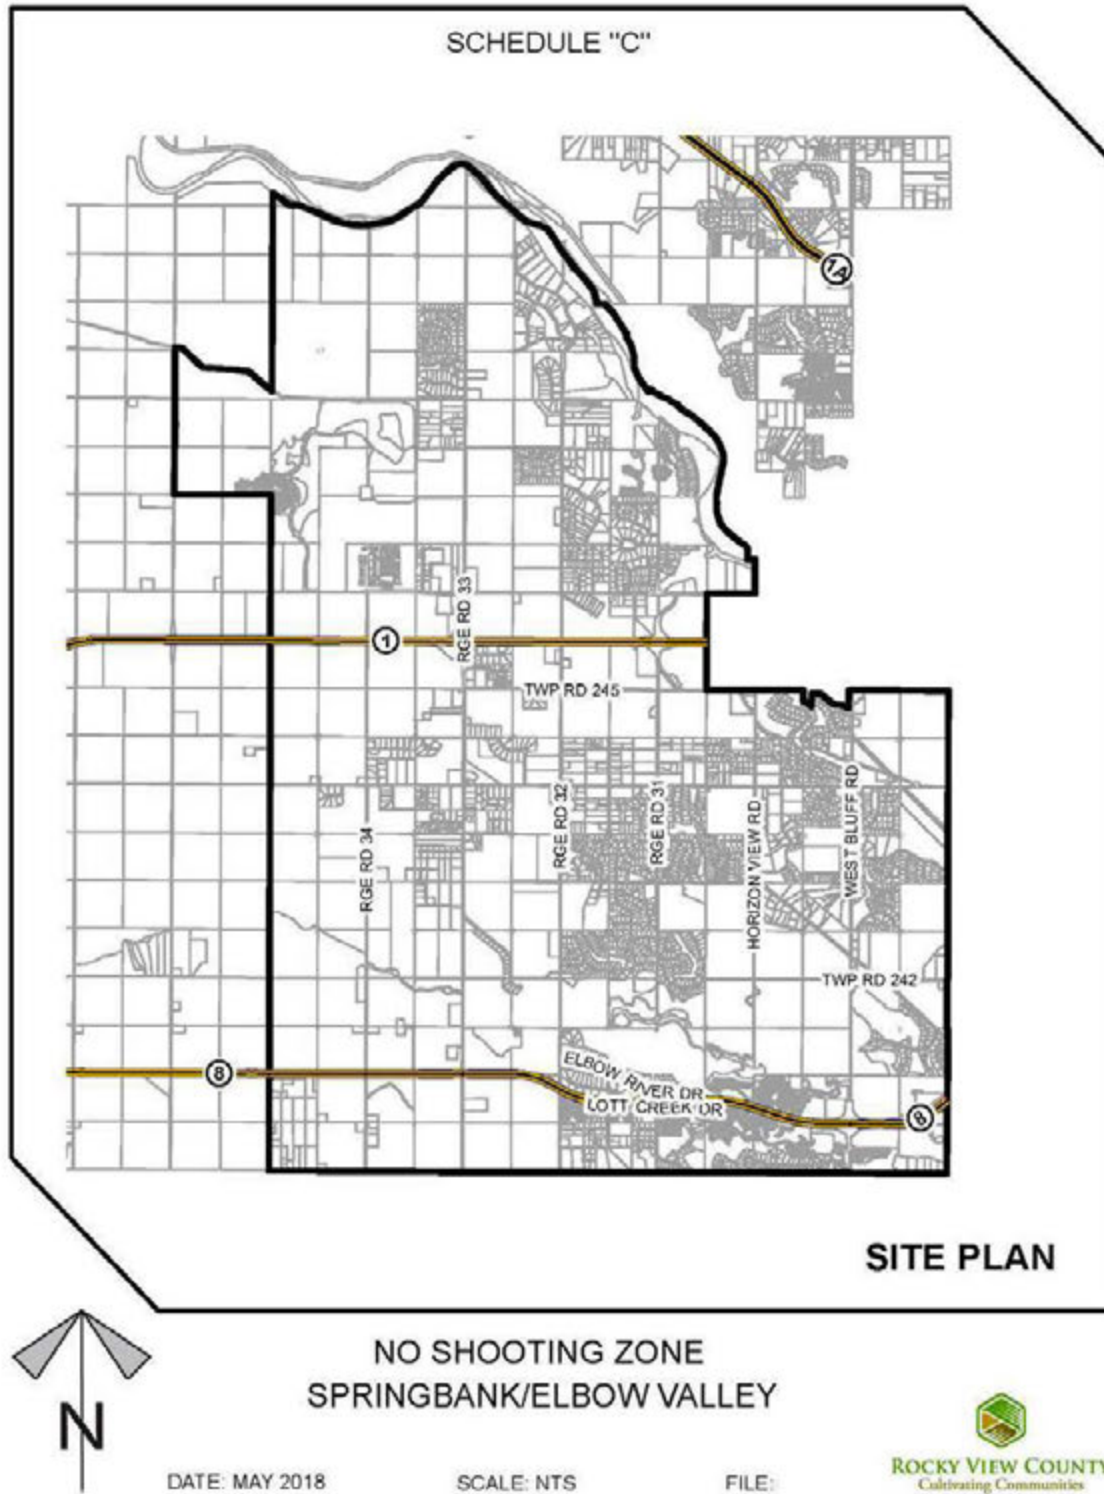 SCHEDULE "C"
1A
RGE RD 33
1
TWP RD 245
RGE RD 32
RGE RD 31
WEST BLUFF RD
HORIZON VIEW RD
RGE RD 34
TWP RD 242
8
ELBOW RIVER DR
LOTT CREEK DR
8
SITE PLAN
N
NO SHOOTING ZONE
SPRINGBANK/ELBOW VALLEY
DATE: MAY 2018
SCALE: NTS
FILE:
ROCKY VIEW COUNTY
Cultivating Communities